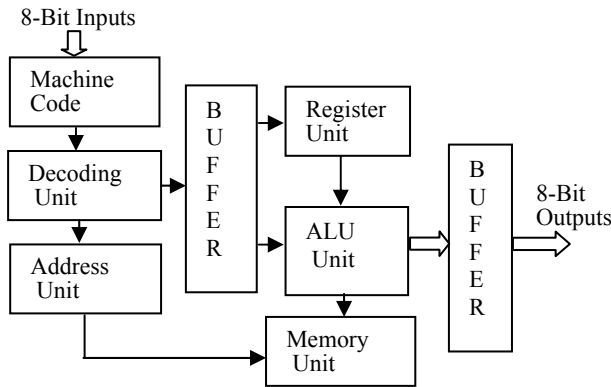 8-Bit Inputs
Machine
Code
Decoding
Unit
Address
Unit
B
U
F
F
E
R
Register
Unit
ALU
Unit
Memory
Unit
B
U
F
F
E
R
8-Bit
Outputs